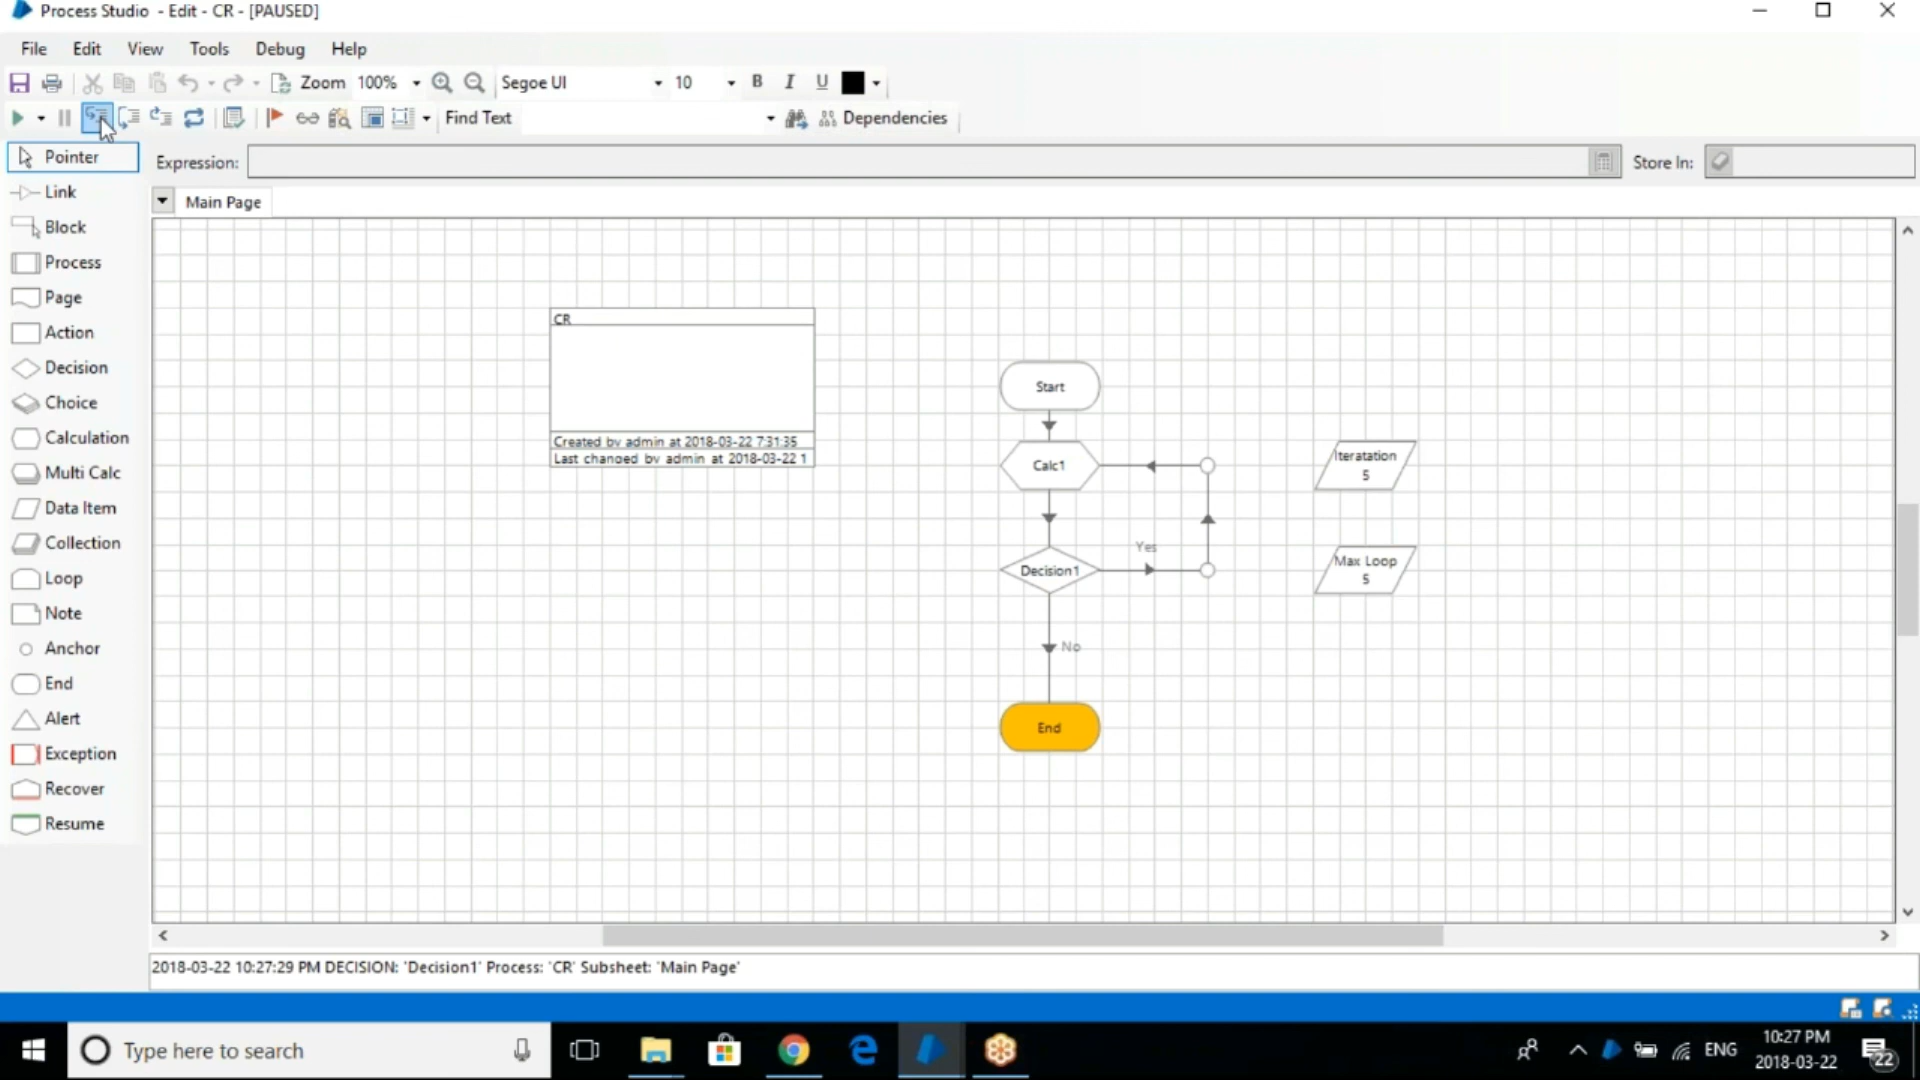 Process Studio - Edit - CR - [PAUSED]
File Edit View Tools Debug Help
Zoom 100% Segoe UI 10 B I U
Find Text Dependencies
Pointer
Expression: Store In:
Link
Main Page
Block
Process
Page
Action
Decision
Choice
Calculation
Multi Calc
Data Item
Collection
Loop
Note
Anchor
End
Alert
Exception
Recover
Resume
CR
Created by admin at 2018-03-22 7:31:35
Last changed by admin at 2018-03-22 1
Start
Calc1
Iteratation
5
Yes
Decision1
Max Loop
5
No
End
2018-03-22 10:27:29 PM DECISION: 'Decision1' Process: 'CR' Subsheet: 'Main Page'
Type here to search
ENG
10:27 PM
2018-03-22
22